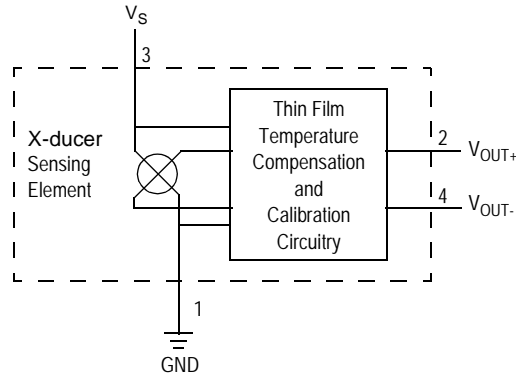 VS
3
X-ducer
Sensing
Element
Thin Film
Temperature
Compensation
and
Calibration
Circuitry
2
VOUT+
4
VOUT-
1
GND